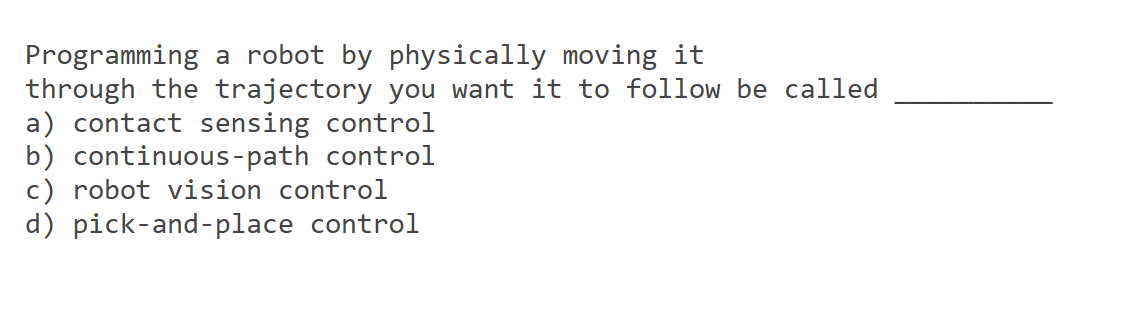 Programming a robot by physically moving it
through the trajectory you want it to follow be called __________
a) contact sensing control
b) continuous-path control
c) robot vision control
d) pick-and-place control